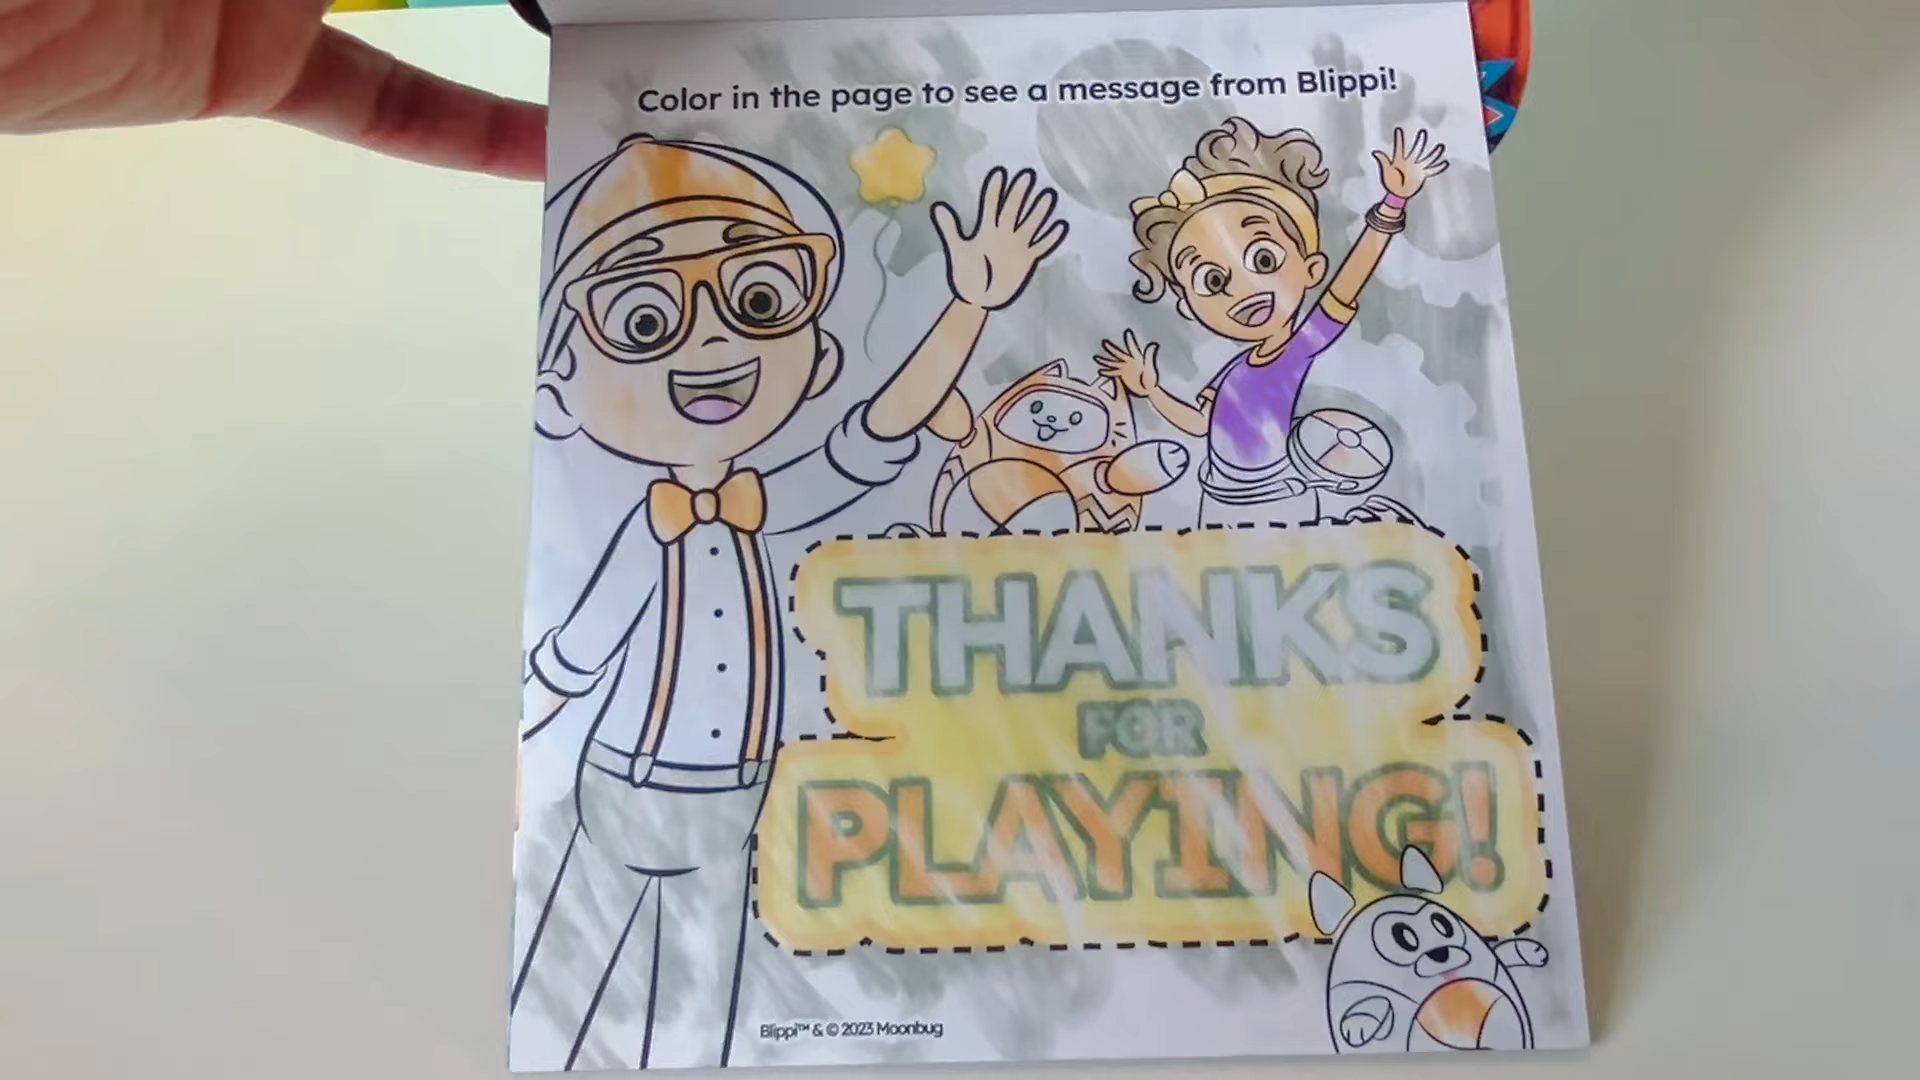 Color in the page to see a message from Blippi!
THANKS
FOR
PLAYING!
Blippi™ & © 2023 Moonbug